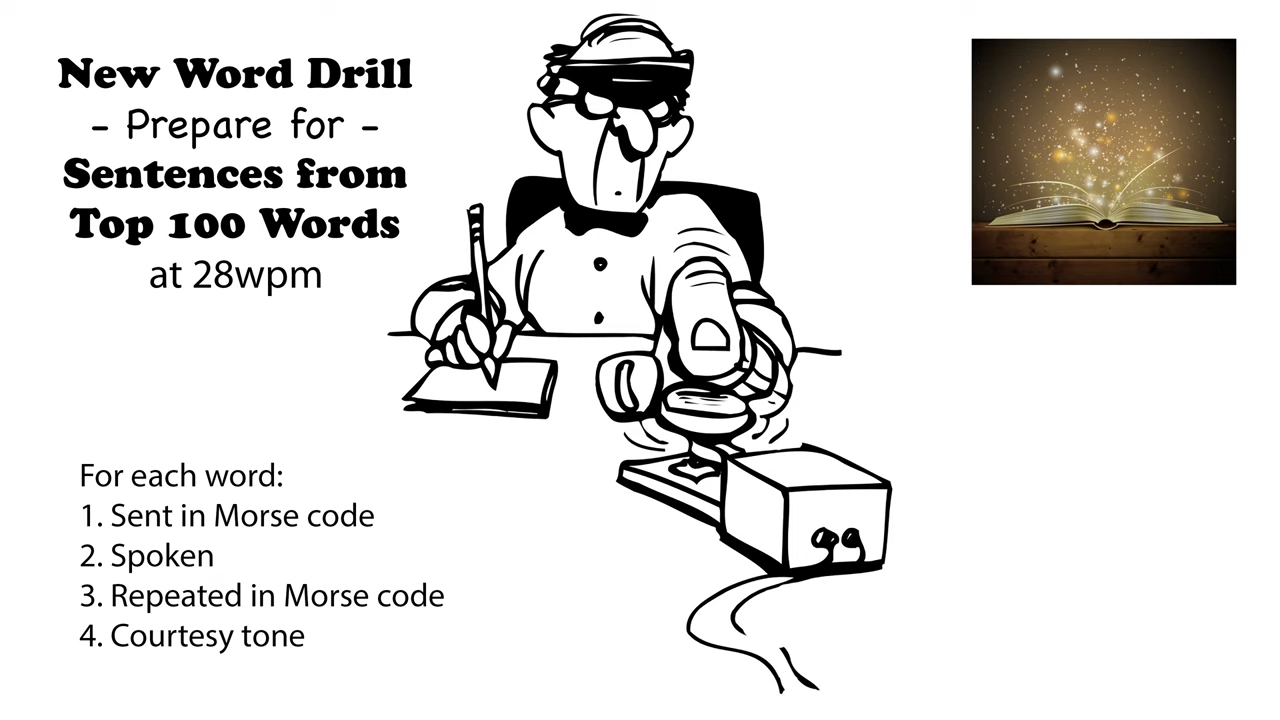 New Word Drill
- Prepare for -
Sentences from
Top 100 Words
at 28wpm
For each word:
1. Sent in Morse code
2. Spoken
3. Repeated in Morse code
4. Courtesy tone